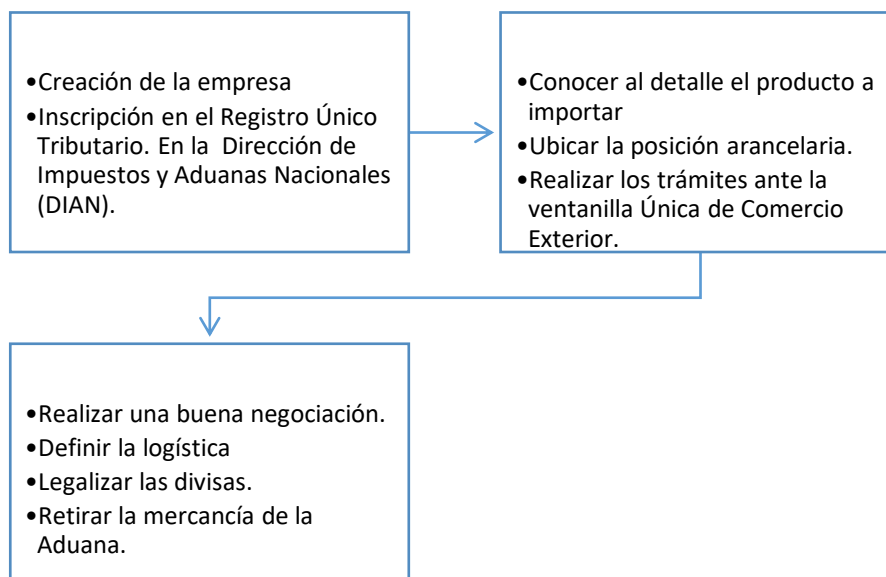 •Creación de la empresa
•Inscripción en el Registro Único
Tributario. En la Dirección de
Impuestos y Aduanas Nacionales
(DIAN).
•Conocer al detalle el producto a
importar
•Ubicar la posición arancelaria.
•Realizar los trámites ante la
ventanilla Única de Comercio
Exterior.
•Realizar una buena negociación.
•Definir la logística
•Legalizar las divisas.
•Retirar la mercancía de la
Aduana.